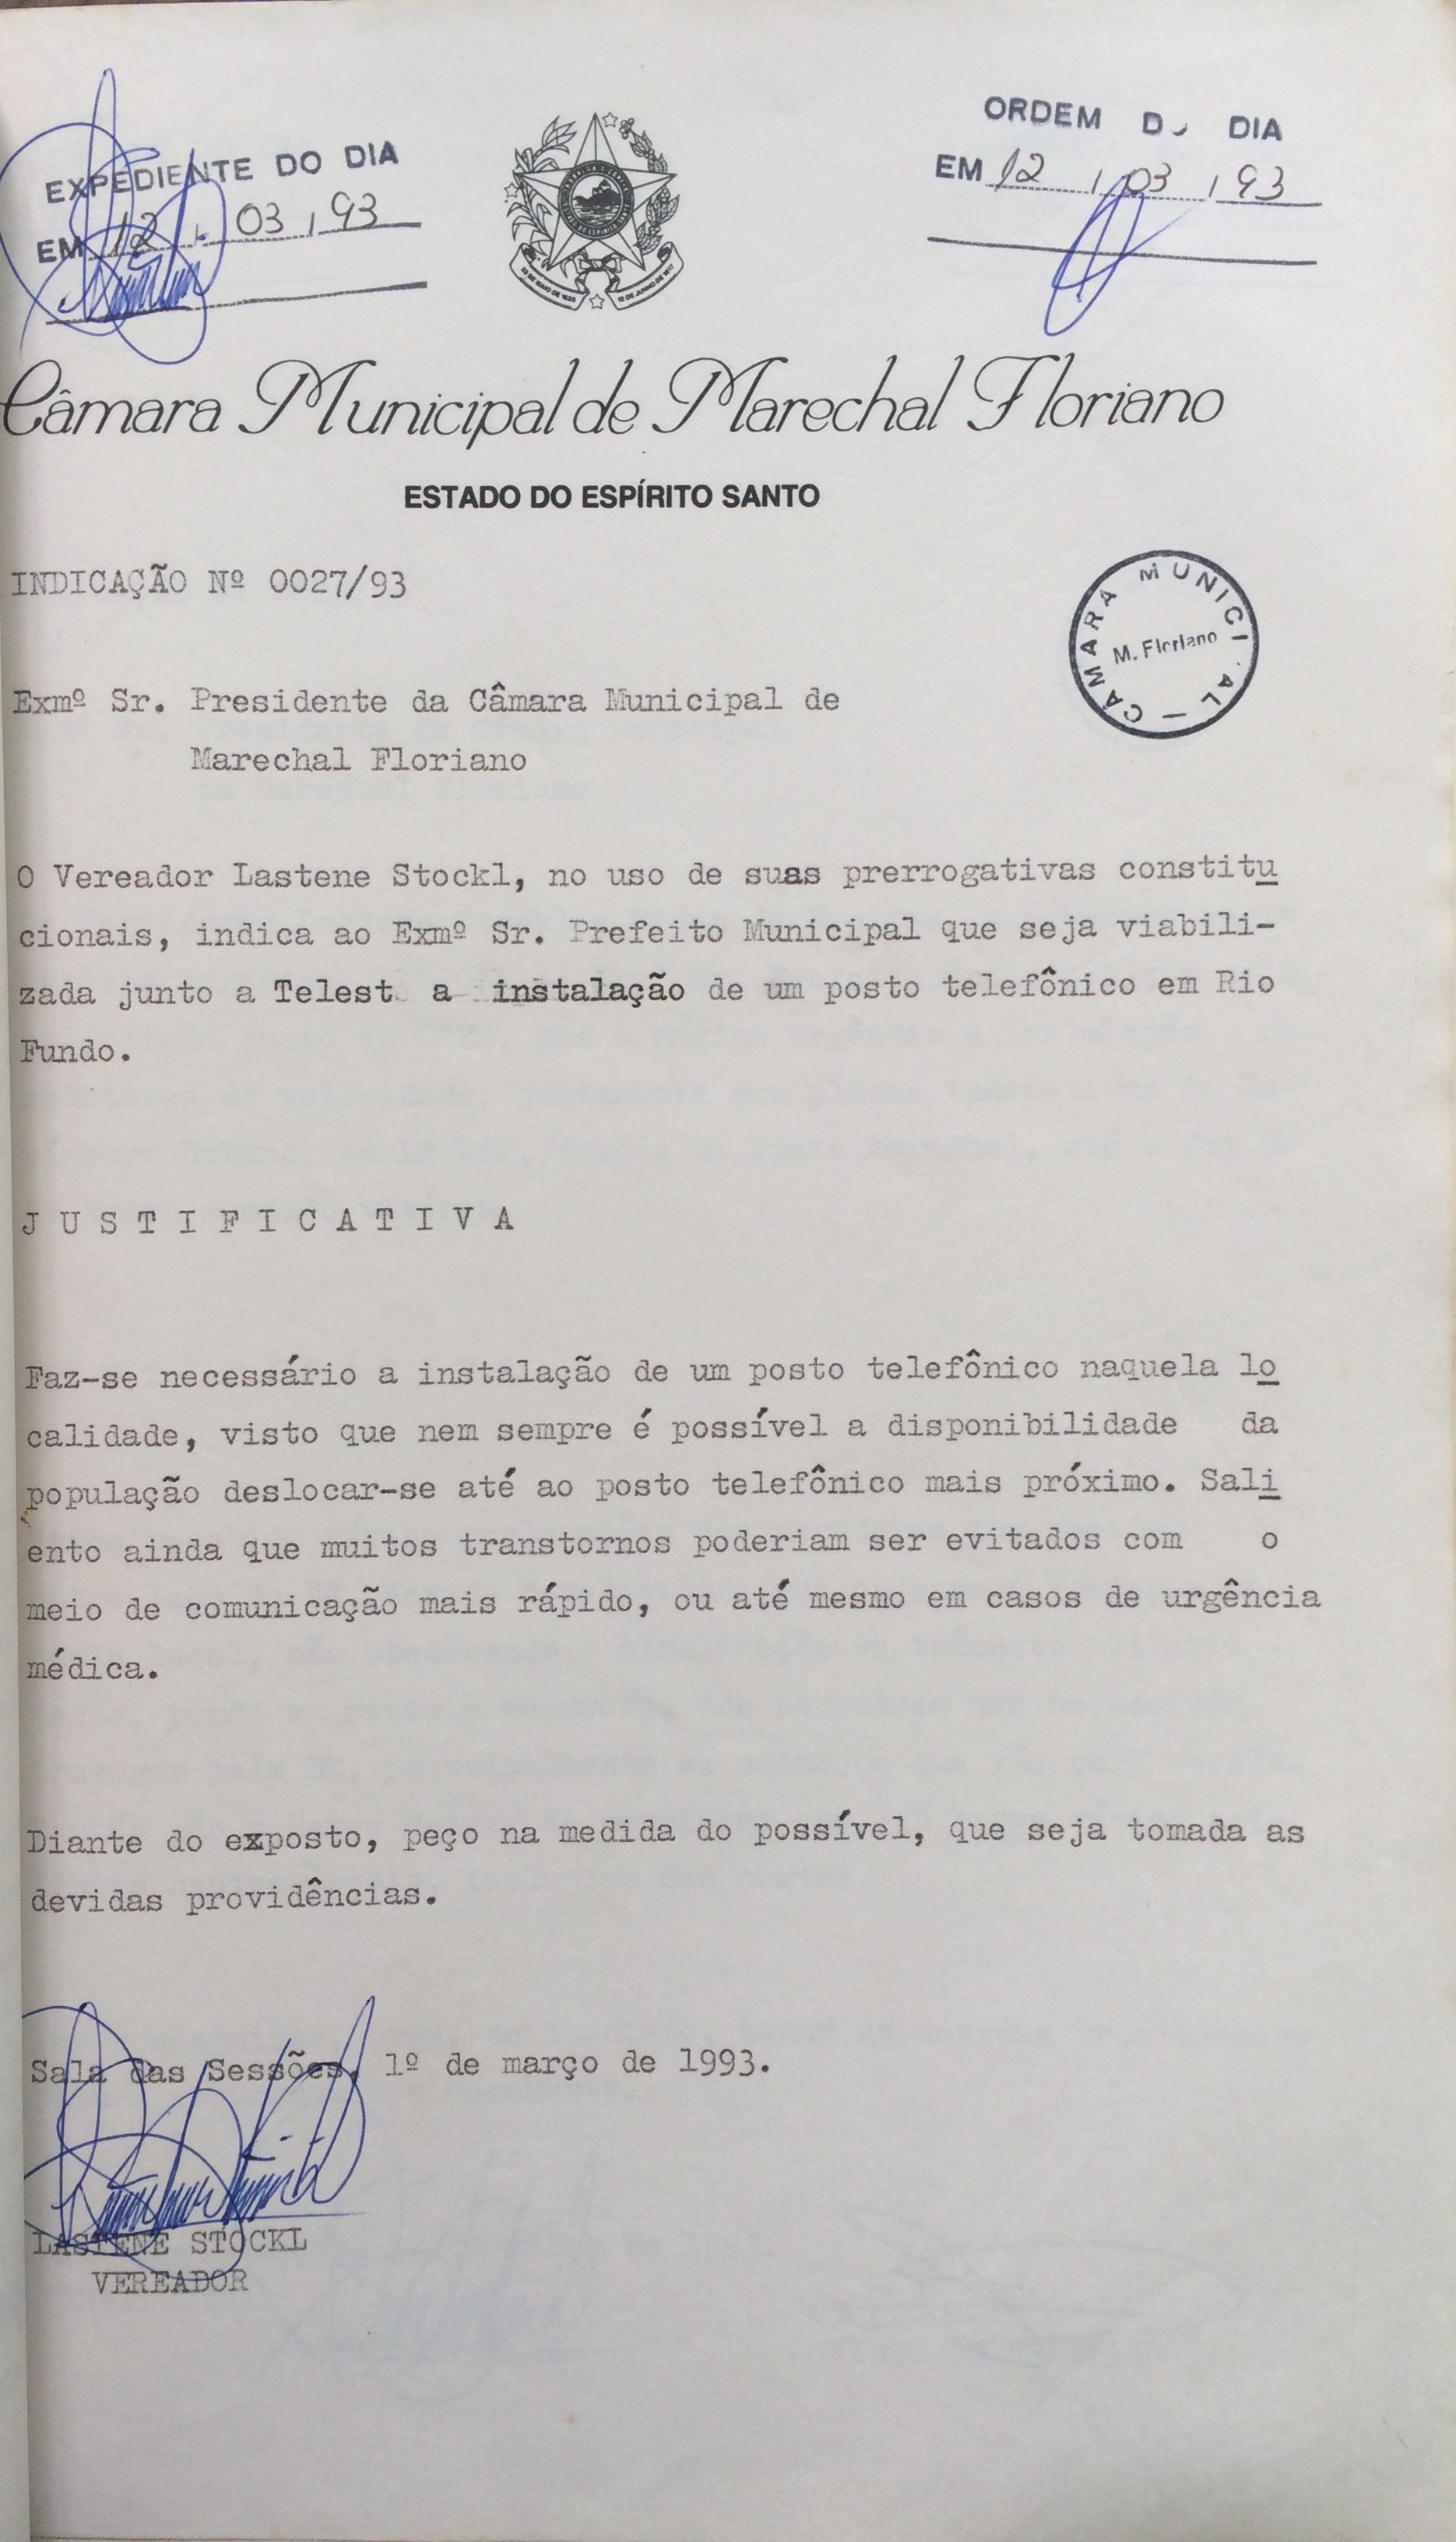 EXPEDIENTE DO DIA
EM 12 . 03 , 93
ORDEM D DIA
EM 12 , 03 , 93
Câmara Municipal de Marechal Floriano
ESTADO DO ESPÍRITO SANTO
INDICAÇÃO Nº 0027/93
CÂMARA MUNICI AL —
M. Floriano
Exmº Sr. Presidente da Câmara Municipal de
Marechal Floriano
O Vereador Lastene Stockl, no uso de suas prerrogativas constitu
cionais, indica ao Exmº Sr. Prefeito Municipal que seja viabili-
zada junto a Telest a instalação de um posto telefônico em Rio
Fundo.
J U S T I F I C A T I V A
Faz-se necessário a instalação de um posto telefônico naquela lo
calidade, visto que nem sempre é possível a disponibilidade da
população deslocar-se até ao posto telefônico mais próximo. Sali
ento ainda que muitos transtornos poderiam ser evitados com o
meio de comunicação mais rápido, ou até mesmo em casos de urgência
médica.
Diante do exposto, peço na medida do possível, que seja tomada as
devidas providências.
Sala das Sessões, 1º de março de 1993.
LASTENE STOCKL
VEREADOR